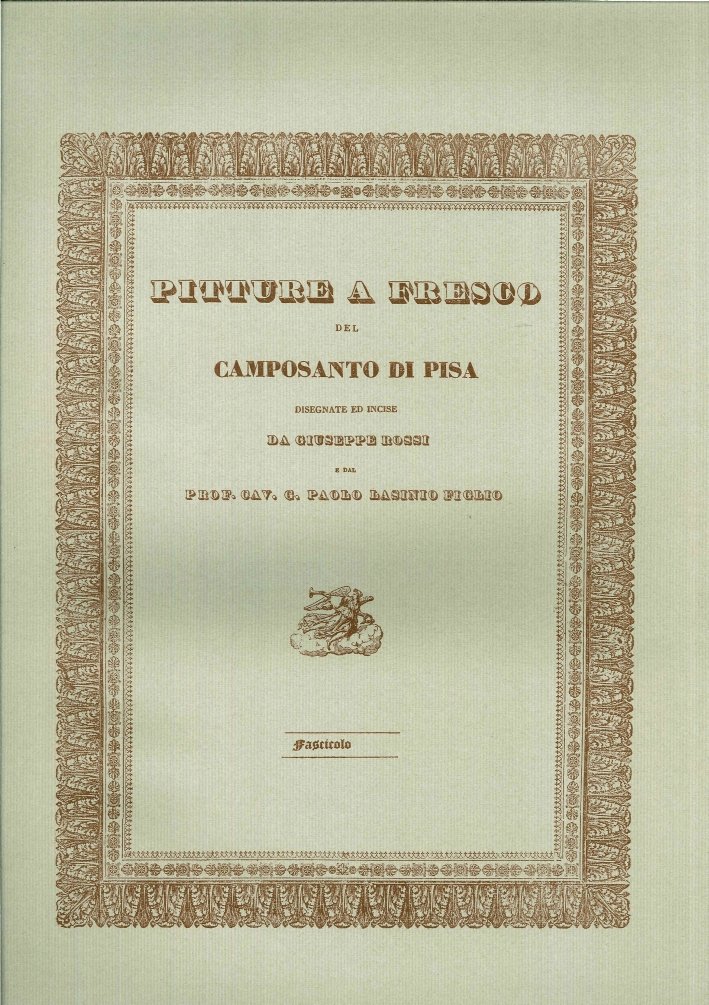 PITTURE A FRESCO
DEL
CAMPOSANTO DI PISA
DISEGNATE ED INCISE
DA GIUSEPPE ROSSI
E DAL
PROF. CAV. G. PAOLO LASINIO FIGLIO
Fascicolo